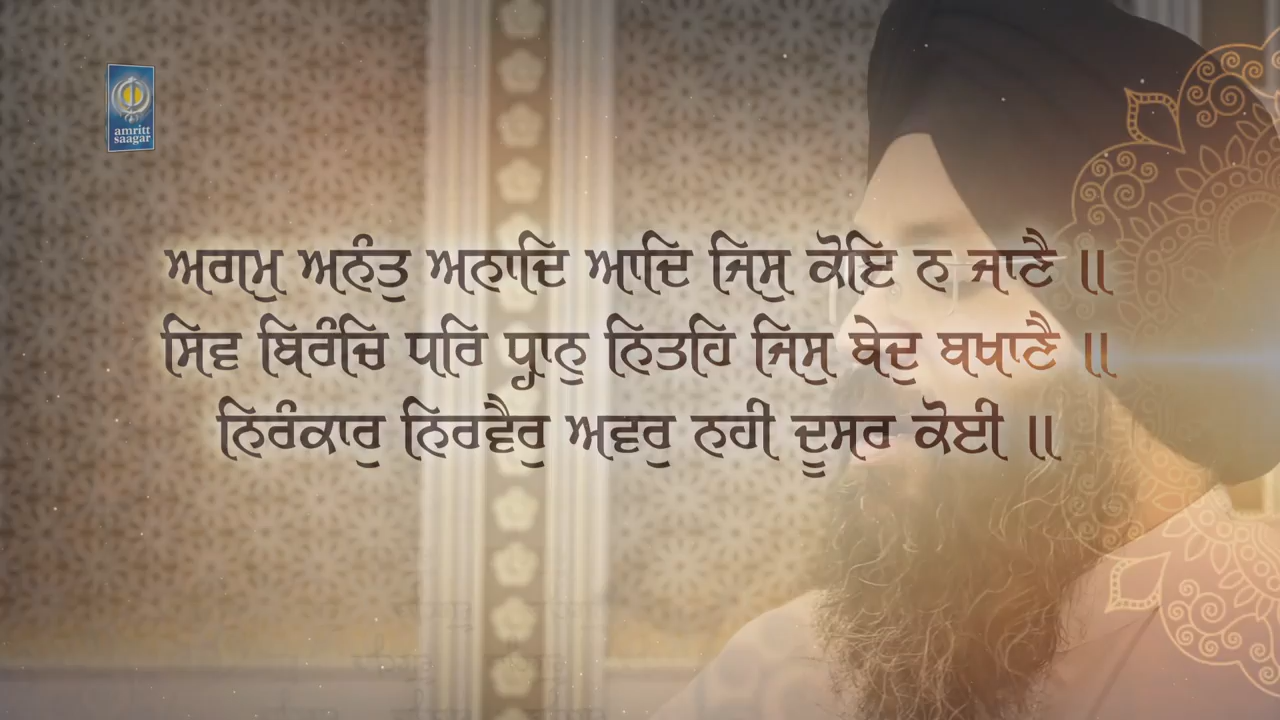 amritt
saagar
ਅਗਮੁ ਅਨੰਤੁ ਅਨਾਦਿ ਆਦਿ ਜਿਸੁ ਕੋਇ ਨ ਜਾਣੈ ॥
ਸਿਵ ਬਿਰੰਚਿ ਧਰਿ ਧੵਾਨੁ ਨਿਤਹਿ ਜਿਸੁ ਬੇਦੁ ਬਖਾਣੈ ॥
ਨਿਰੰਕਾਰੁ ਨਿਰਵੈਰੁ ਅਵਰੁ ਨਹੀ ਦੂਸਰ ਕੋਈ ॥